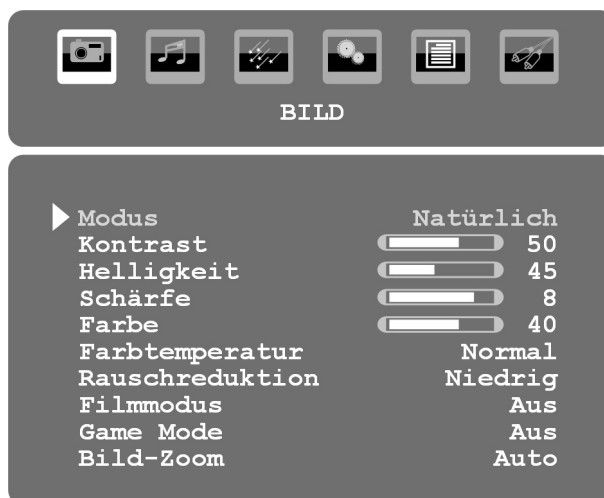 BILD
Modus Natürlich
Kontrast 50
Helligkeit 45
Schärfe 8
Farbe 40
Farbtemperatur Normal
Rauschreduktion Niedrig
Filmmodus Aus
Game Mode Aus
Bild-Zoom Auto